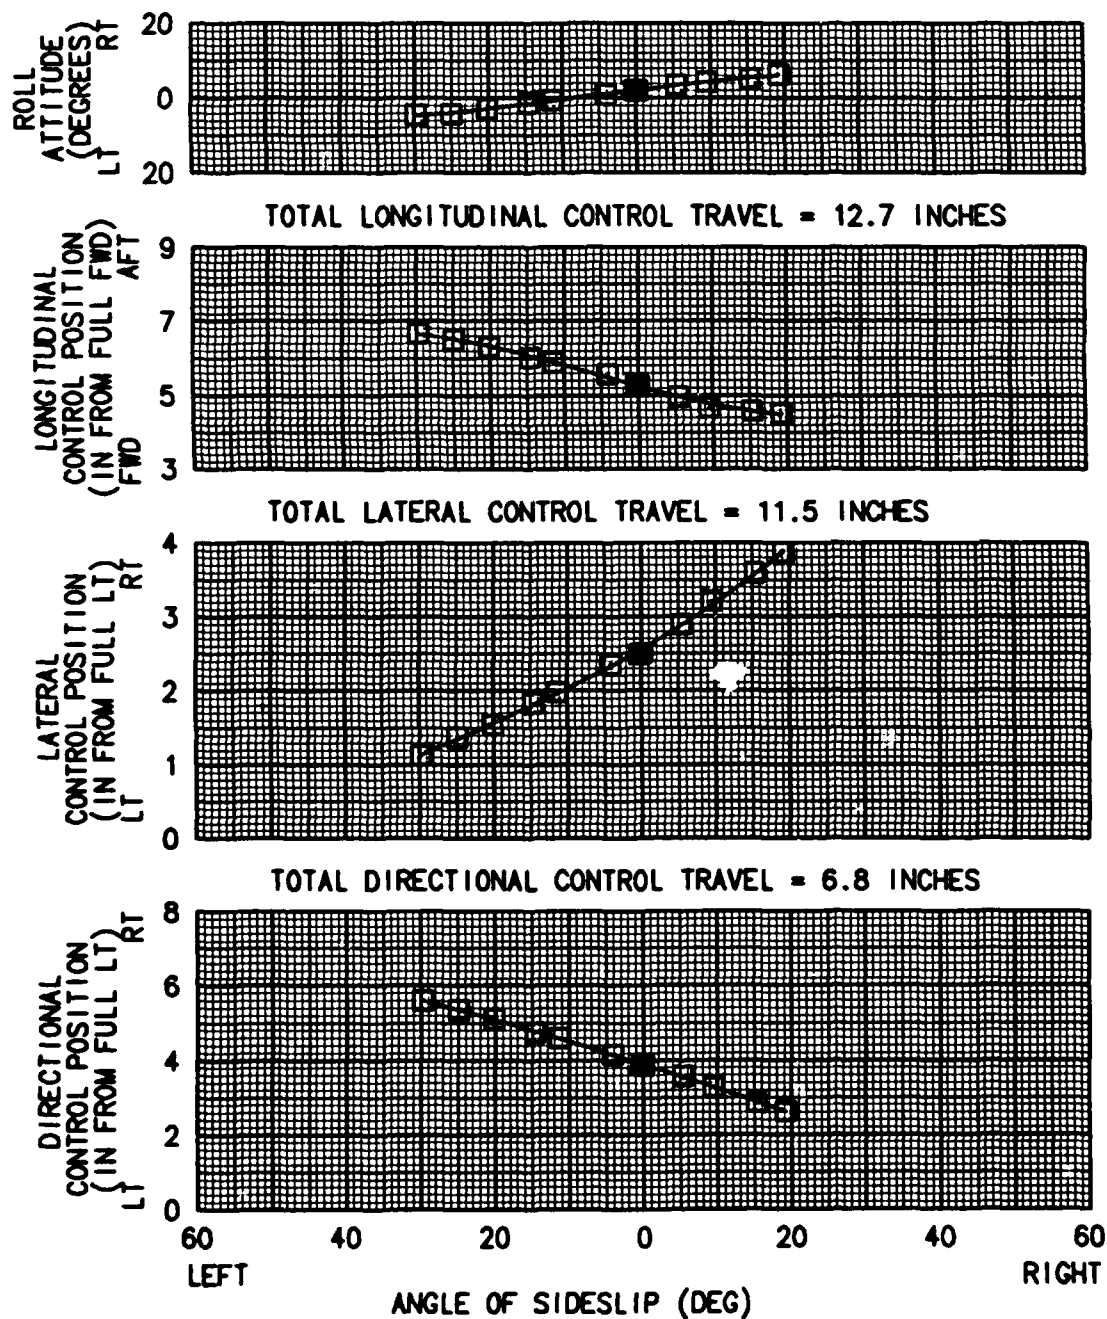 ROLL
ATTITUDE
(DEGREES)
LT RT
20
0
20
TOTAL LONGITUDINAL CONTROL TRAVEL = 12.7 INCHES
LONGITUDINAL
CONTROL POSITION
(IN FROM FULL FWD)
FWD AFT
9
7
5
3
TOTAL LATERAL CONTROL TRAVEL = 11.5 INCHES
LATERAL
CONTROL POSITION
(IN FROM FULL LT)
LT RT
4
3
2
1
0
TOTAL DIRECTIONAL CONTROL TRAVEL = 6.8 INCHES
DIRECTIONAL
CONTROL POSITION
(IN FROM FULL LT)
LT RT
8
6
4
2
0
60 40 20 0 20 40 60
LEFT RIGHT
ANGLE OF SIDESLIP (DEG)